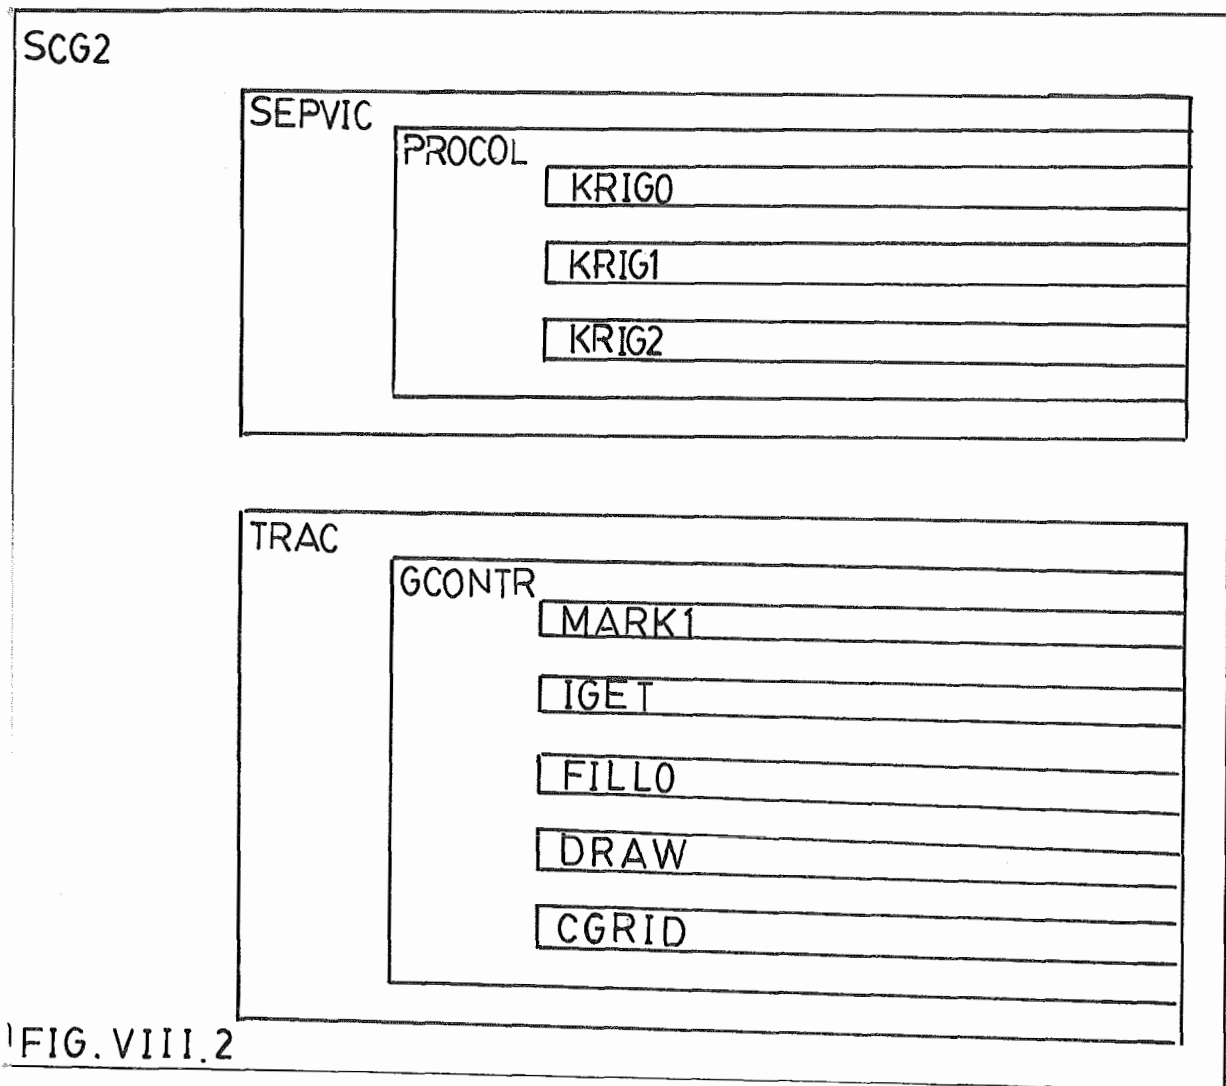 SCG2
SEPVIC
PROCOL
KRIG0
KRIG1
KRIG2
TRAC
GCONTR
MARK1
IGET
FILL0
DRAW
CGRID
FIG. VIII.2